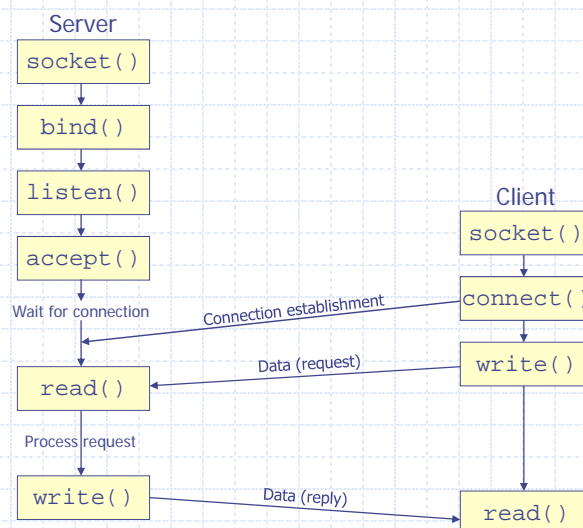 Server
socket()
bind()
listen()
accept()
Wait for connection
read()
Process request
write()
Client
socket()
connect()
write()
read()
Connection establishment
Data (request)
Data (reply)